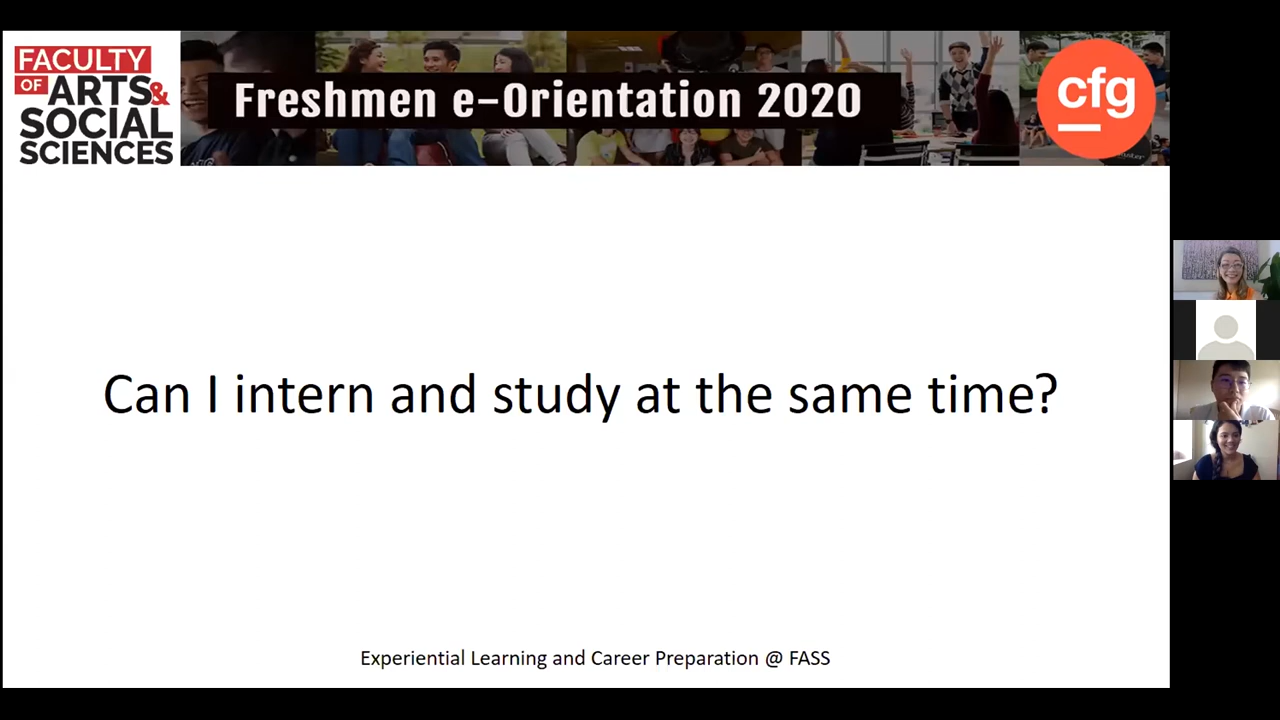 FACULTY
OF ARTS&
SOCIAL
SCIENCES
Freshmen e-Orientation 2020
cfg
Can I intern and study at the same time?
Experiential Learning and Career Preparation @ FASS